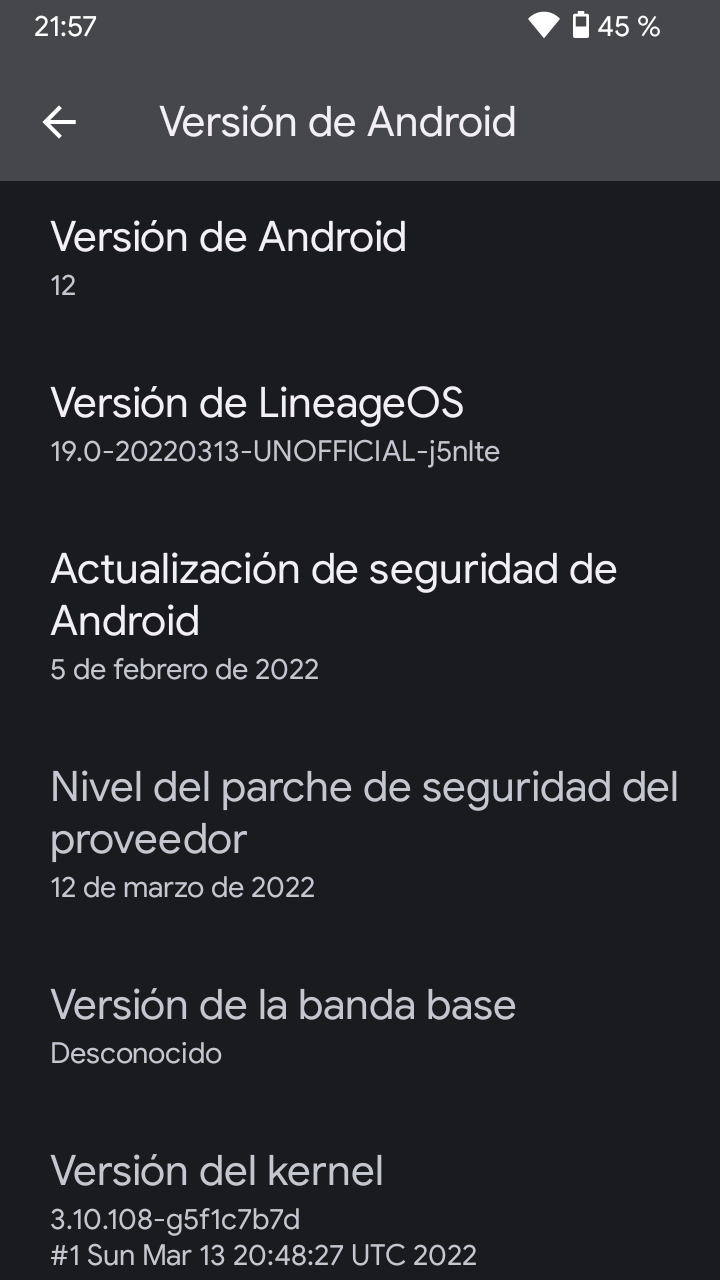 21:57
45 %
Versión de Android
Versión de Android
12
Versión de LineageOS
19.0-20220313-UNOFFICIAL-j5nlte
Actualización de seguridad de
Android
5 de febrero de 2022
Nivel del parche de seguridad del
proveedor
12 de marzo de 2022
Versión de la banda base
Desconocido
Versión del kernel
3.10.108-g5f1c7b7d
#1 Sun Mar 13 20:48:27 UTC 2022